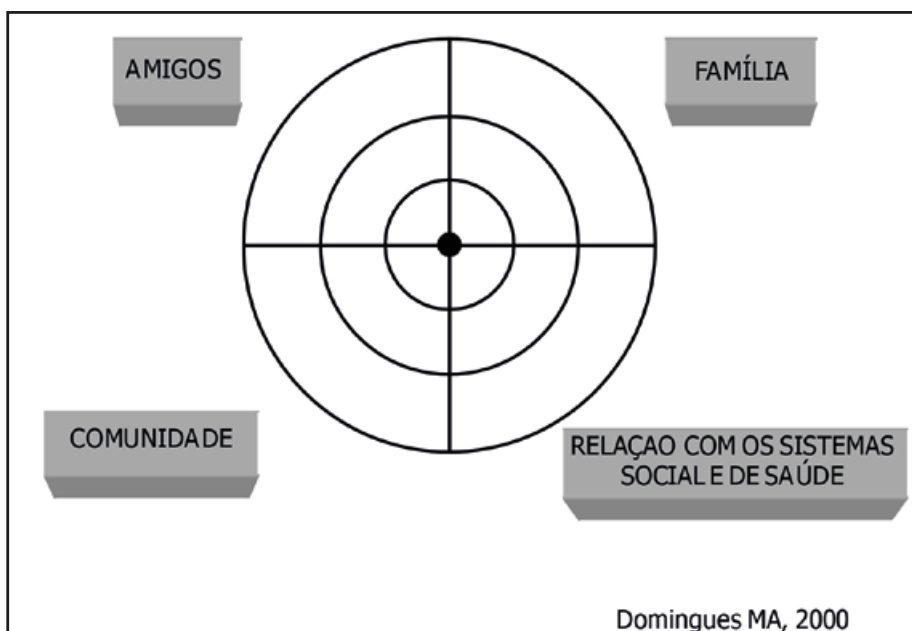 AMIGOS
FAMÍLIA
COMUNIDADE
RELAÇAO COM OS SISTEMAS
SOCIAL E DE SAÚDE
Domingues MA, 2000